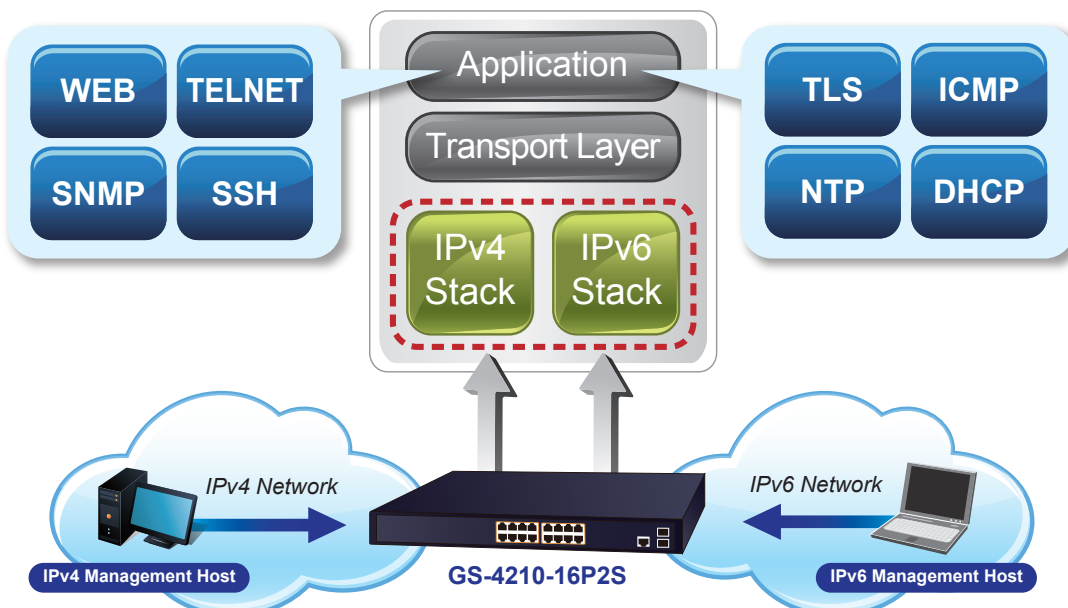 WEB
TELNET
SNMP
SSH
Application
Transport Layer
IPv4
Stack
IPv6
Stack
TLS
ICMP
NTP
DHCP
IPv4 Network
IPv6 Network
IPv4 Management Host
GS-4210-16P2S
IPv6 Management Host